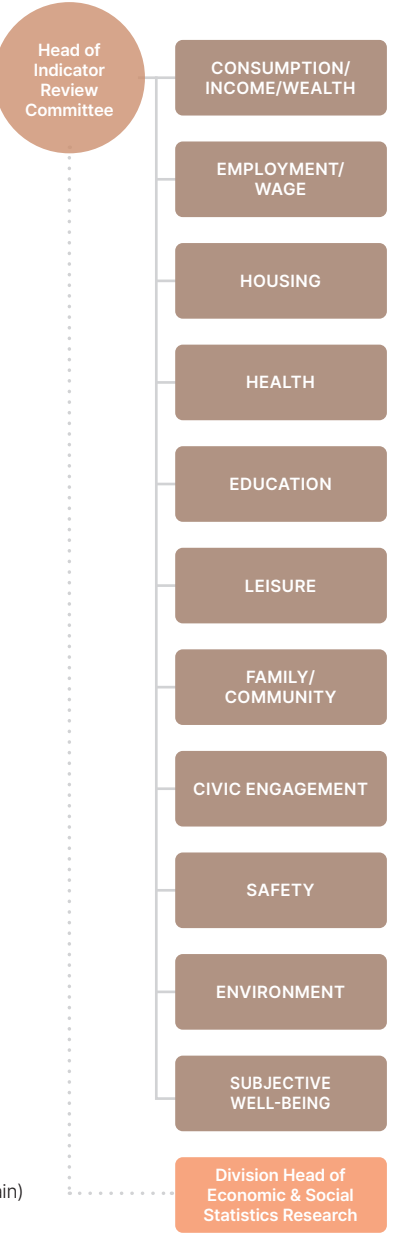 Head of
Indicator
Review
Committee
CONSUMPTION/
INCOME/WEALTH
EMPLOYMENT/
WAGE
HOUSING
HEALTH
EDUCATION
LEISURE
FAMILY/
COMMUNITY
CIVIC ENGAGEMENT
SAFETY
ENVIRONMENT
SUBJECTIVE
WELL-BEING
Division Head of
Economic & Social
Statistics Research